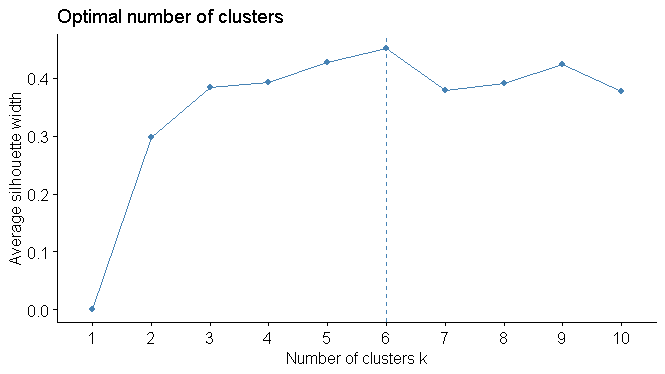 Optimal number of clusters
Average silhouette width
0.4
0.3
0.2
0.1
0.0
1 2 3 4 5 6 7 8 9 10
Number of clusters k